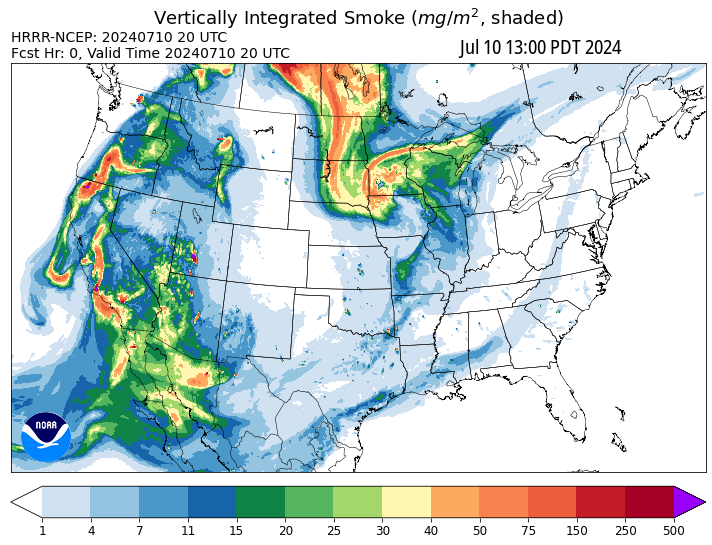 Vertically Integrated Smoke (mg/m², shaded)
HRRR-NCEP: 20240710 20 UTC
Fcst Hr: 0, Valid Time 20240710 20 UTC
Jul 10 13:00 PDT 2024
NOAA
1 4 7 11 15 20 25 30 40 50 75 150 250 500